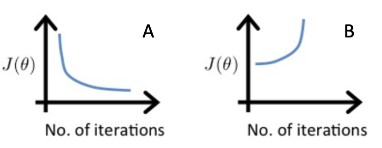 A
J(θ)
No. of iterations
B
J(θ)
No. of iterations